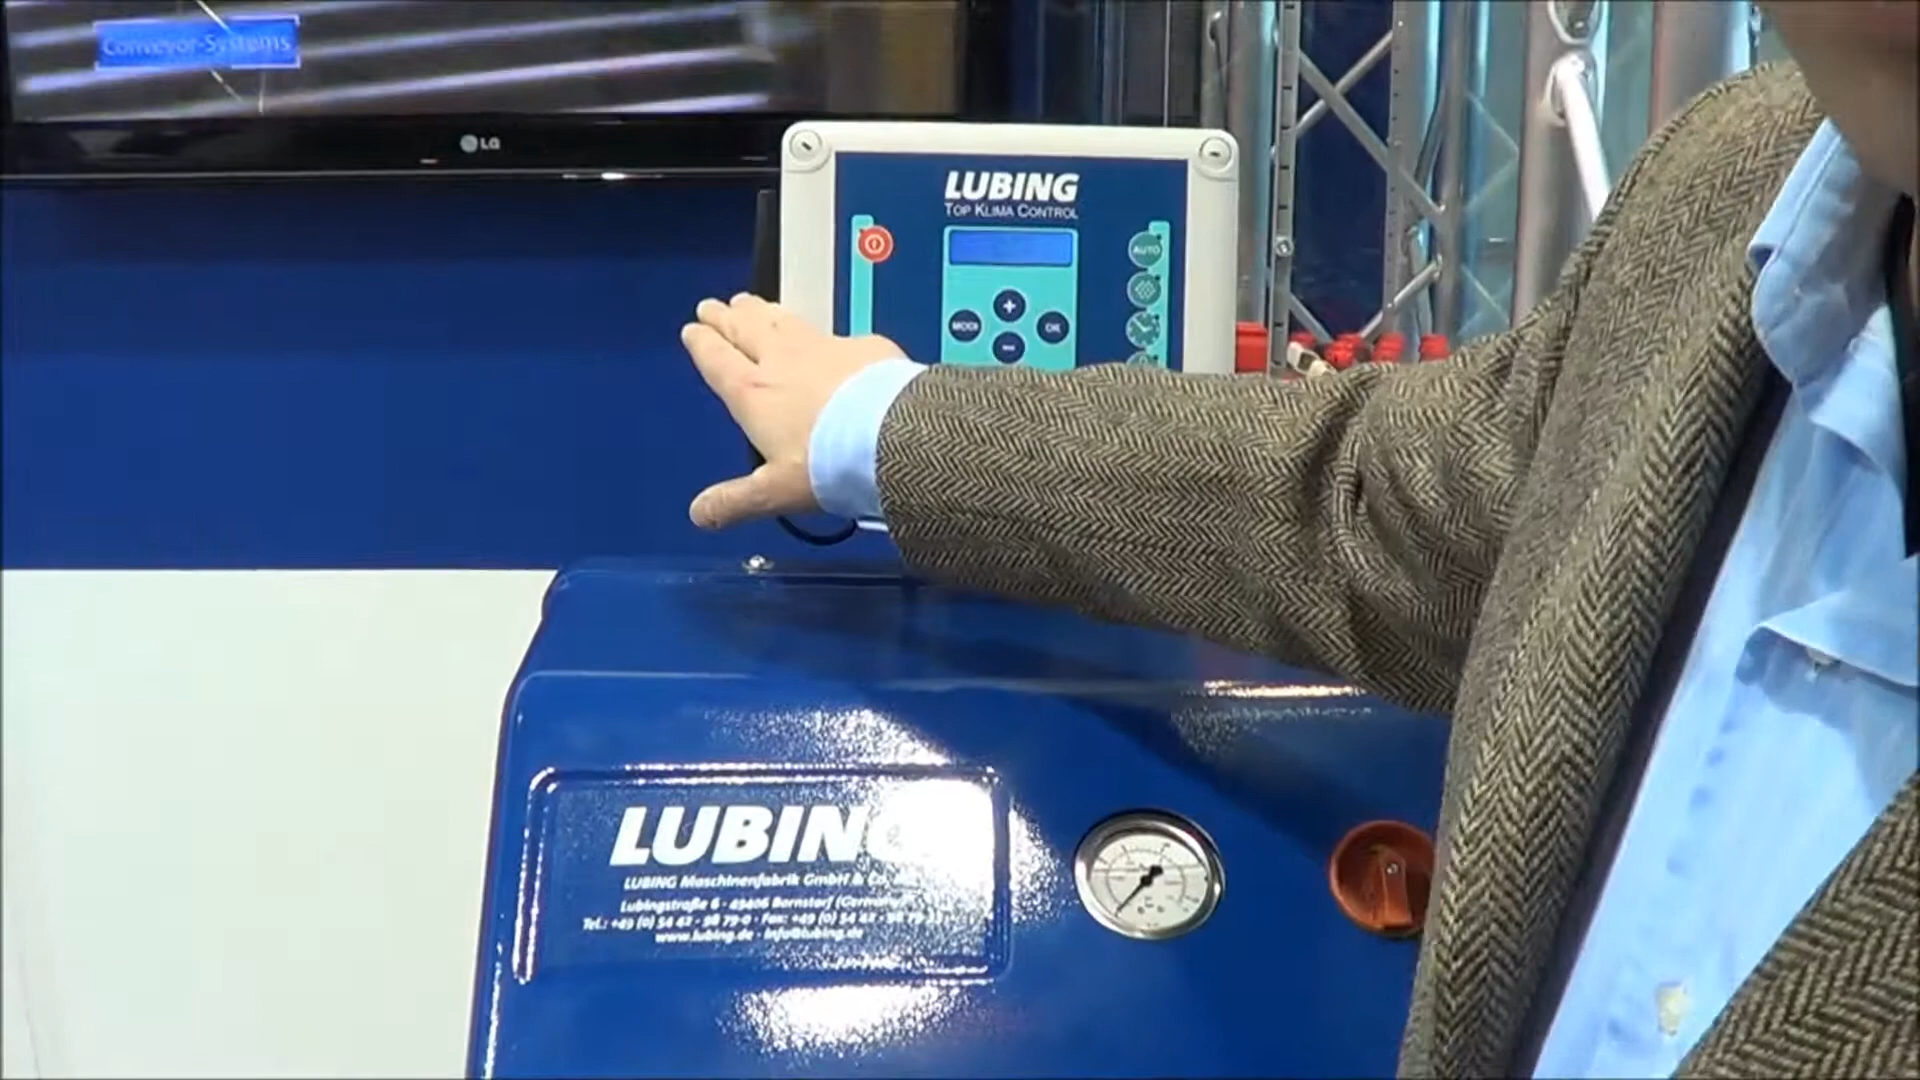 Conveyor-Systems
LG
LUBING
TOP KLIMA CONTROL
AUTO
+
MODE
OK
LUBING
LUBING Maschinenfabrik GmbH & Co.
Lubingstraße 6 - 49406 Barnstorf (Germany)
Tel.: +49 (0) 54 42 - 98 79-0 - Fax: +49 (0) 54 42 - 98 79-33
www.lubing.de - info@lubing.de